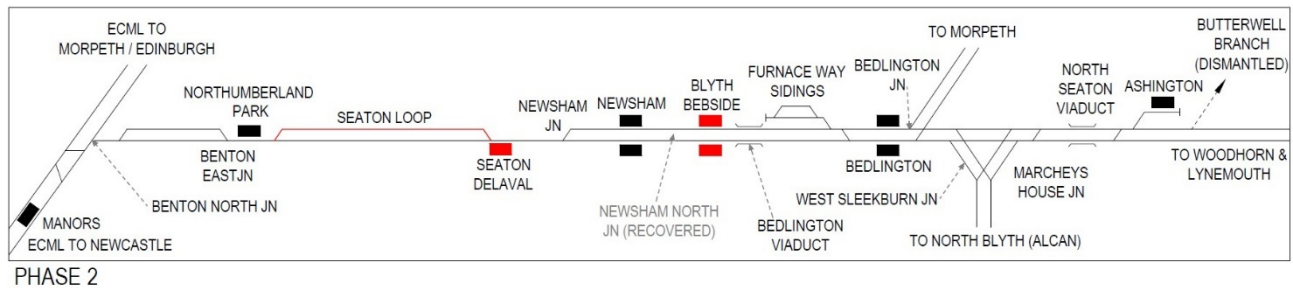 ECML TO
MORPETH / EDINBURGH
NORTHUMBERLAND
PARK
SEATON LOOP
NEWSHAM
JN
NEWSHAM
BLYTH
BEBSIDE
FURNACE WAY
SIDINGS
BEDLINGTON
JN
TO MORPETH
NORTH
SEATON
VIADUCT
ASHINGTON
BUTTERWELL
BRANCH
(DISMANTLED)
BENTON
EASTJN
BENTON NORTH JN
MANORS
ECML TO NEWCASTLE
SEATON
DELAVAL
NEWSHAM NORTH
JN (RECOVERED)
BEDLINGTON
VIADUCT
BEDLINGTON
WEST SLEEKBURN JN
TO NORTH BLYTH (ALCAN)
MARCHEYS
HOUSE JN
TO WOODHORN &
LYNEMOUTH
PHASE 2